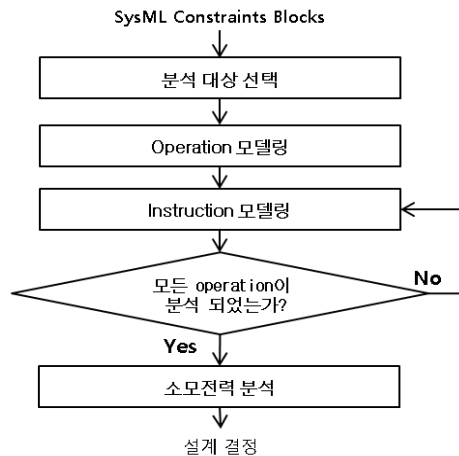 SysML Constraints Blocks
분석 대상 선택
Operation 모델링
Instruction 모델링
모든 operation이
분석 되었는가?
No
Yes
소모전력 분석
설계 결정